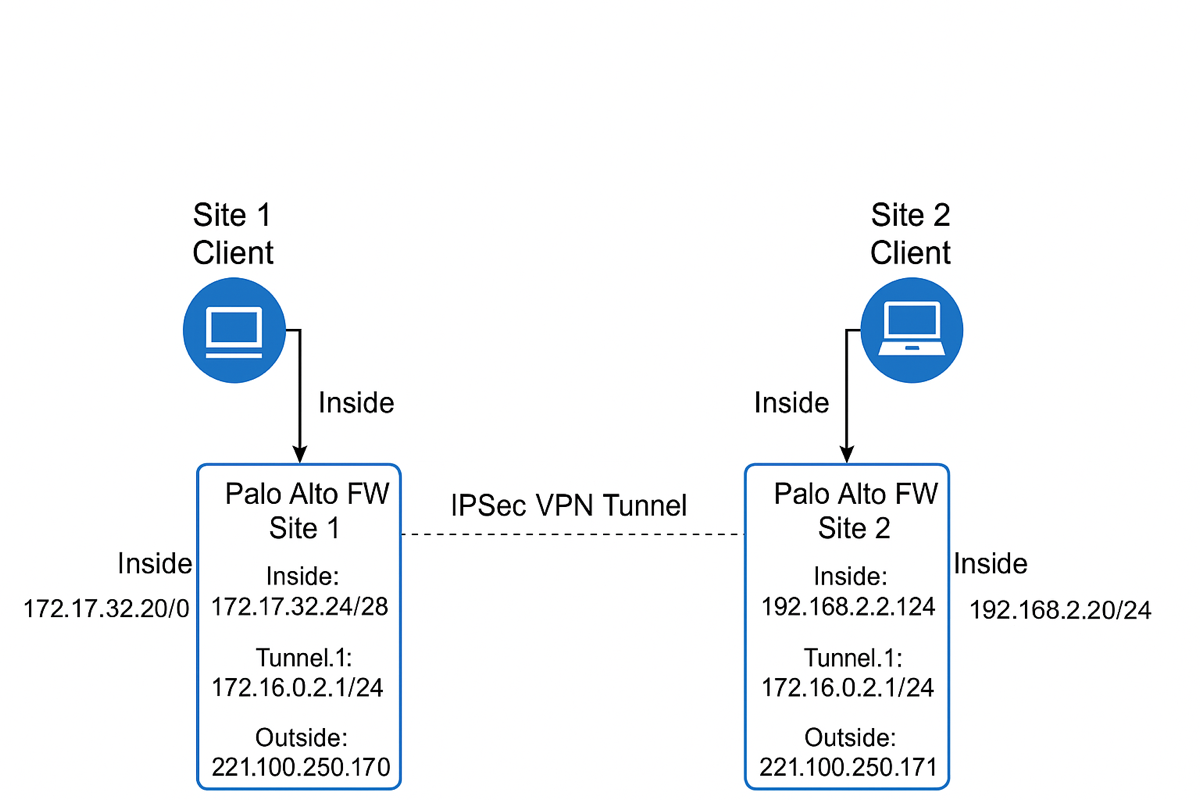 Site 1
Client
Site 2
Client
Inside
Inside
Palo Alto FW
Site 1
IPSec VPN Tunnel
Palo Alto FW
Site 2
Inside
172.17.32.20/0
Inside:
172.17.32.24/28
Tunnel.1:
172.16.0.2.1/24
Outside:
221.100.250.170
Inside:
192.168.2.2.124
Tunnel.1:
172.16.0.2.1/24
Outside:
221.100.250.171
Inside
192.168.2.20/24